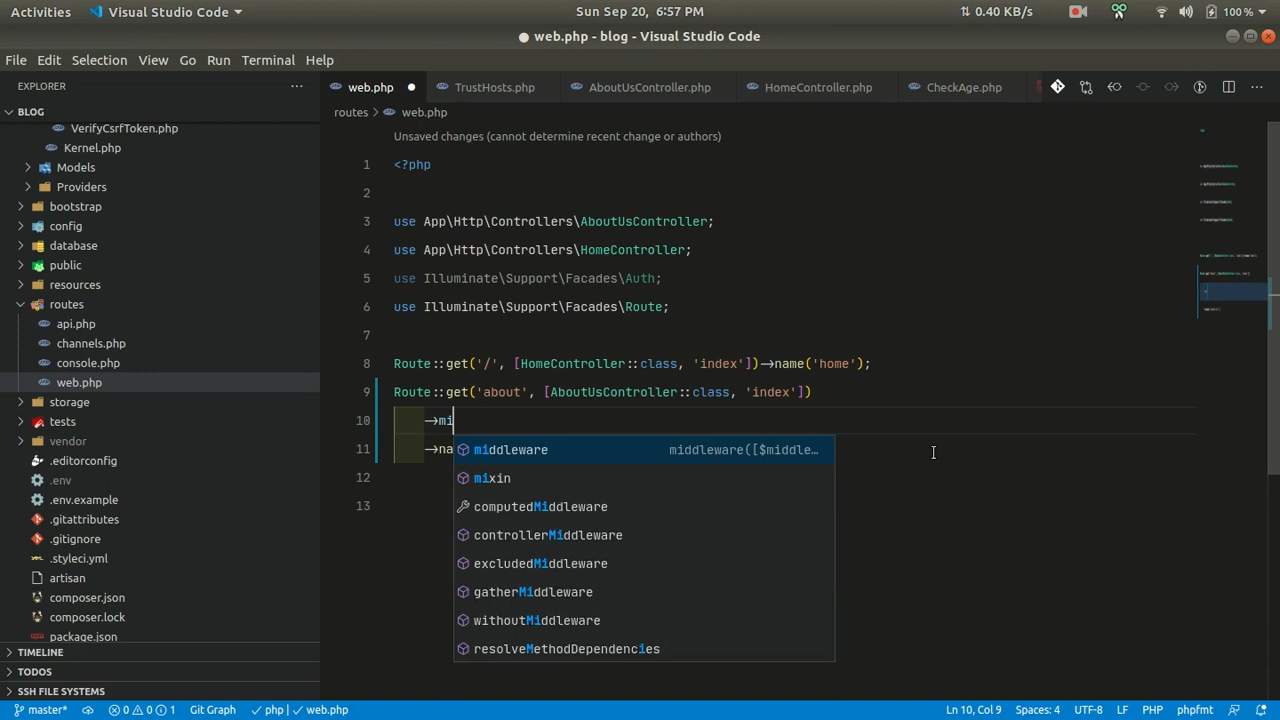 Activities Visual Studio Code Sun Sep 20, 6:57 PM 0.40 KB/s 100%
web.php - blog - Visual Studio Code
File Edit Selection View Go Run Terminal Help
EXPLORER
BLOG
VerifyCsrfToken.php
Kernel.php
Models
Providers
bootstrap
config
database
public
resources
routes
api.php
channels.php
console.php
web.php
storage
tests
vendor
.editorconfig
.env
.env.example
.gitattributes
.gitignore
.styleci.yml
artisan
composer.json
composer.lock
package.json
TIMELINE
TODOS
SSH FILE SYSTEMS
web.php TrustHosts.php AboutUsController.php HomeController.php CheckAge.php
routes > web.php
Unsaved changes (cannot determine recent change or authors)
1 <?php
2
3 use App\Http\Controllers\AboutUsController;
4 use App\Http\Controllers\HomeController;
5 use Illuminate\Support\Facades\Auth;
6 use Illuminate\Support\Facades\Route;
7
8 Route::get('/', [HomeController::class, 'index'])->name('home');
9 Route::get('about', [AboutUsController::class, 'index'])
10 ->mi
11 ->na
12
13
middleware middleware([$middle…
mixin
computedMiddleware
controllerMiddleware
excludedMiddleware
gatherMiddleware
withoutMiddleware
resolveMethodDependencies
master* 0 0 1 Git Graph php | web.php Ln 10, Col 9 Spaces: 4 UTF-8 LF PHP phpfmt